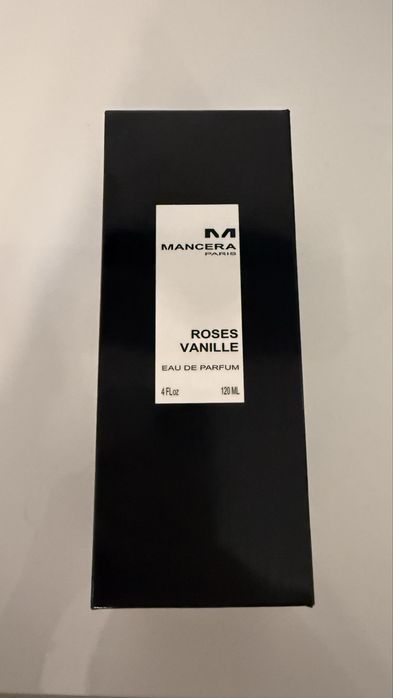 M
MANCERA
PARIS
ROSES
VANILLE
EAU DE PARFUM
4 FLoz 120 ML